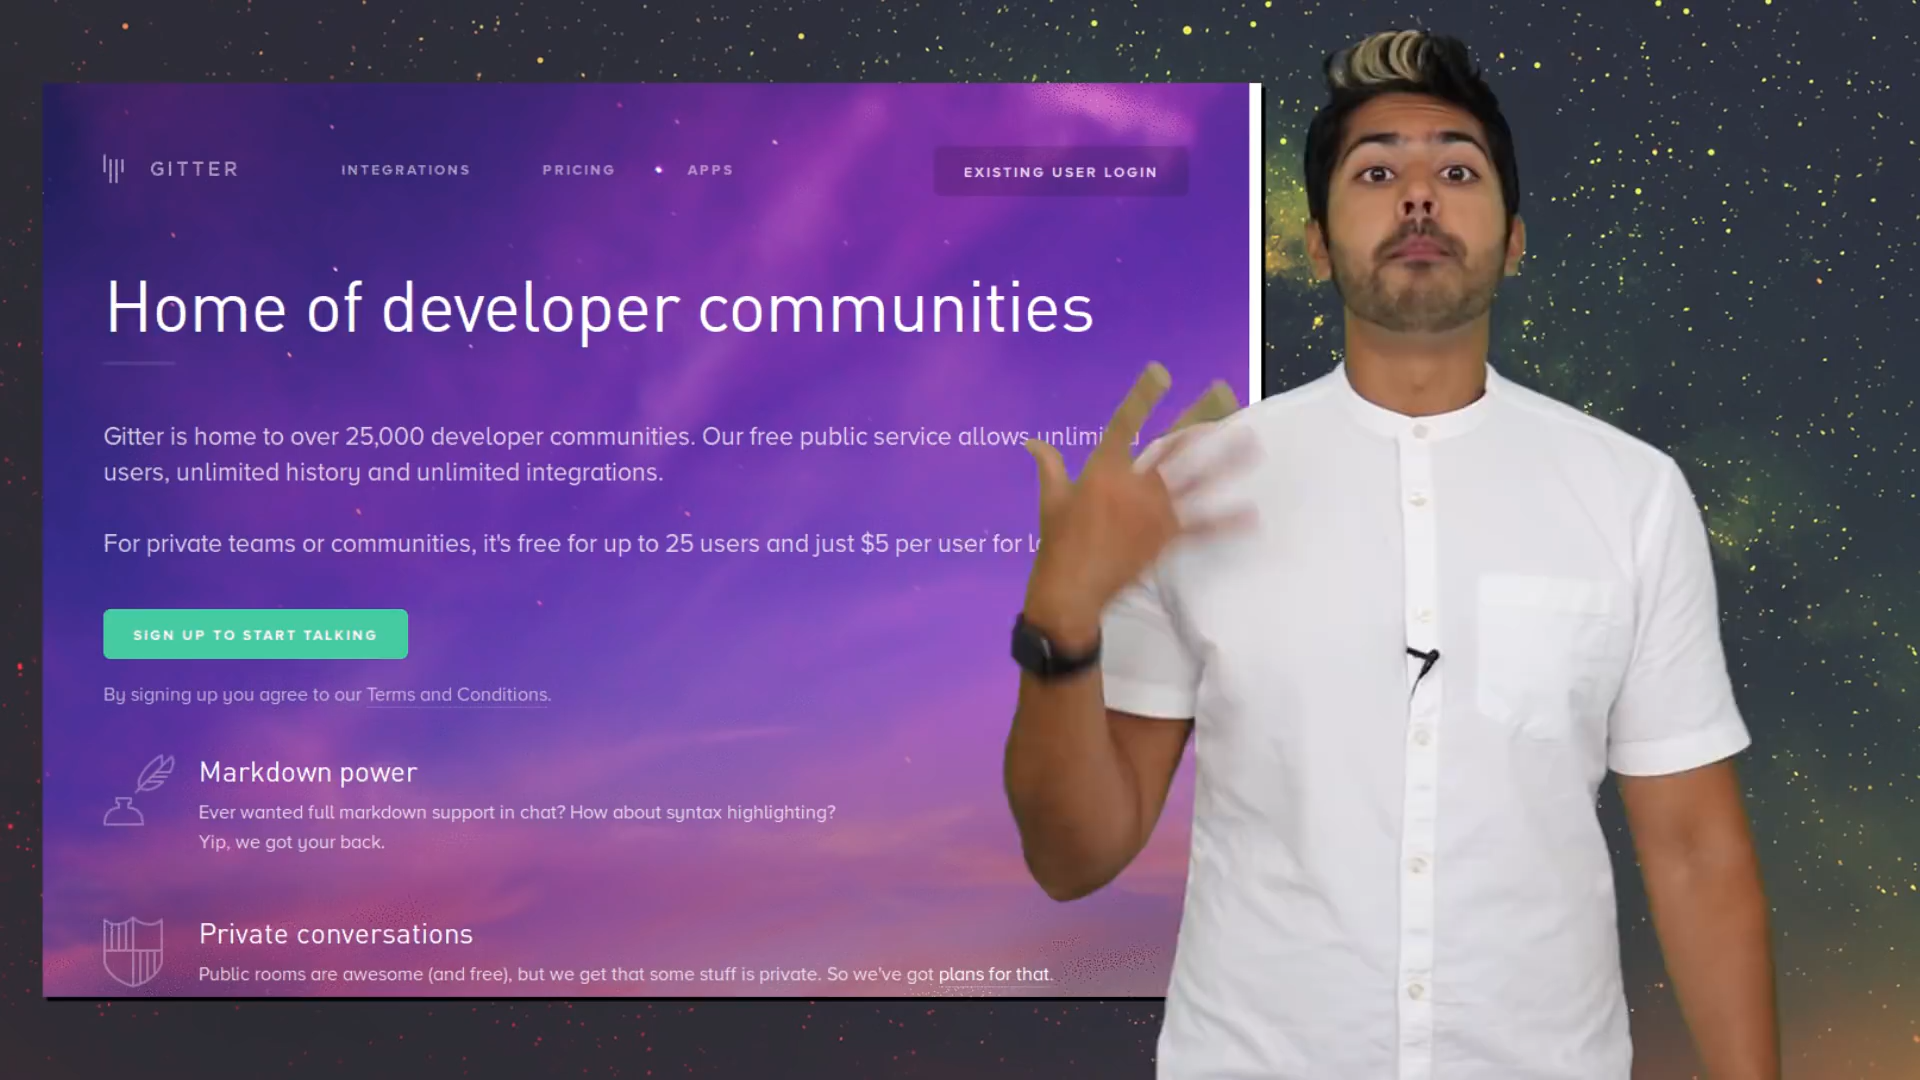 GITTER
INTEGRATIONS
PRICING
APPS
EXISTING USER LOGIN
Home of developer communities
Gitter is home to over 25,000 developer communities. Our free public service allows
users, unlimited history and unlimited integrations.
For private teams or communities, it's free for up to 25 users and just $5 per user for
SIGN UP TO START TALKING
By signing up you agree to our Terms and Conditions.
Markdown power
Ever wanted full markdown support in chat? How about syntax highlighting?
Yip, we got your back.
Private conversations
Public rooms are awesome (and free), but we get that some stuff is private. So we've got plans for that.